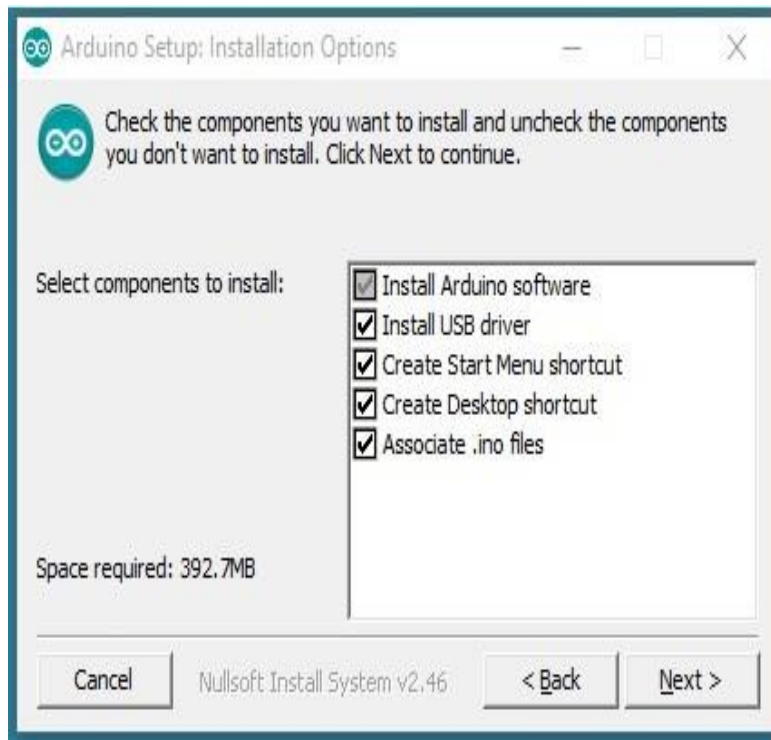 Arduino Setup: Installation Options
Check the components you want to install and uncheck the components
you don't want to install. Click Next to continue.
Select components to install:
Install Arduino software
Install USB driver
Create Start Menu shortcut
Create Desktop shortcut
Associate .ino files
Space required: 392.7MB
Cancel
Nullsoft Install System v2.46
< Back
Next >